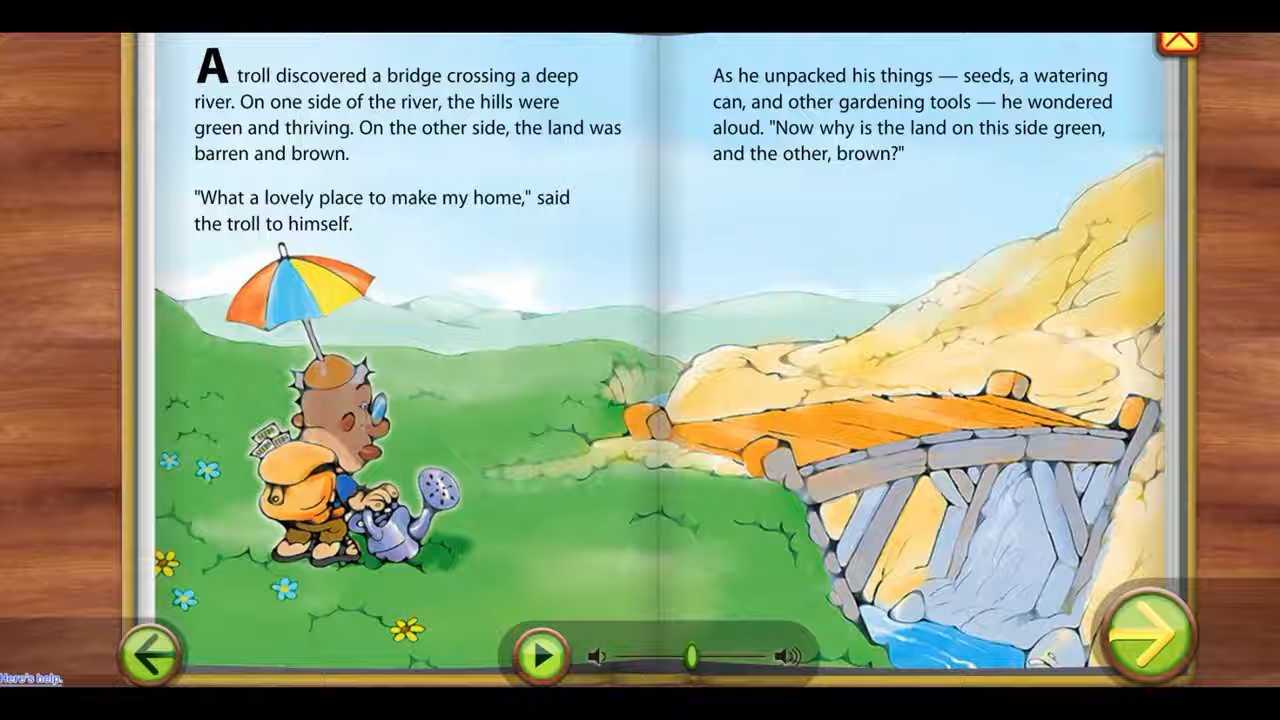 A troll discovered a bridge crossing a deep
river. On one side of the river, the hills were
green and thriving. On the other side, the land was
barren and brown.
"What a lovely place to make my home," said
the troll to himself.
As he unpacked his things — seeds, a watering
can, and other gardening tools — he wondered
aloud. "Now why is the land on this side green,
and the other, brown?"
Here's help.